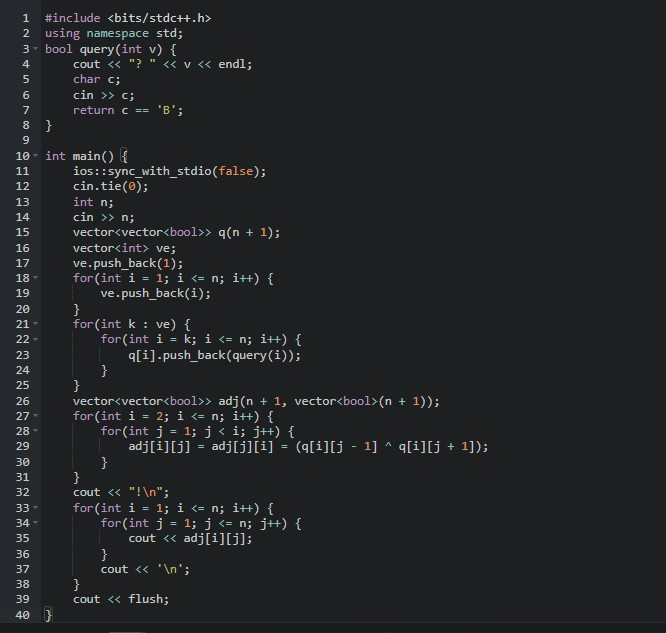 1 #include <bits/stdc++.h>
2 using namespace std;
3 bool query(int v) {
4 cout << "? " << v << endl;
5 char c;
6 cin >> c;
7 return c == 'B';
8 }
9
10 int main() {
11 ios::sync_with_stdio(false);
12 cin.tie(0);
13 int n;
14 cin >> n;
15 vector<vector<bool>> q(n + 1);
16 vector<int> ve;
17 ve.push_back(1);
18 for(int i = 1; i <= n; i++) {
19 ve.push_back(i);
20 }
21 for(int k : ve) {
22 for(int i = k; i <= n; i++) {
23 q[i].push_back(query(i));
24 }
25 }
26 vector<vector<bool>> adj(n + 1, vector<bool>(n + 1));
27 for(int i = 2; i <= n; i++) {
28 for(int j = 1; j < i; j++) {
29 adj[i][j] = adj[j][i] = (q[i][j - 1] ^ q[i][j + 1]);
30 }
31 }
32 cout << "!\n";
33 for(int i = 1; i <= n; i++) {
34 for(int j = 1; j <= n; j++) {
35 cout << adj[i][j];
36 }
37 cout << '\n';
38 }
39 cout << flush;
40 }